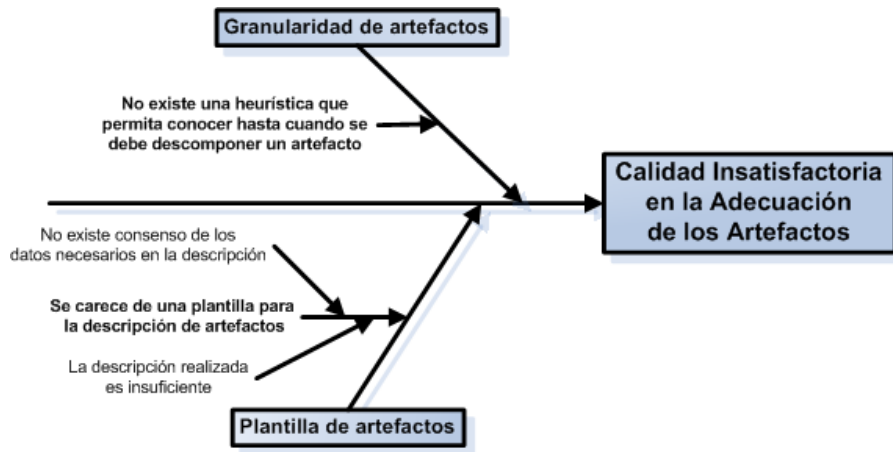 Granularidad de artefactos
No existe una heurística que
permita conocer hasta cuando se
debe descomponer un artefacto
Calidad Insatisfactoria
en la Adecuación
de los Artefactos
No existe consenso de los
datos necesarios en la descripción
Se carece de una plantilla para
la descripción de artefactos
La descripción realizada
es insuficiente
Plantilla de artefactos